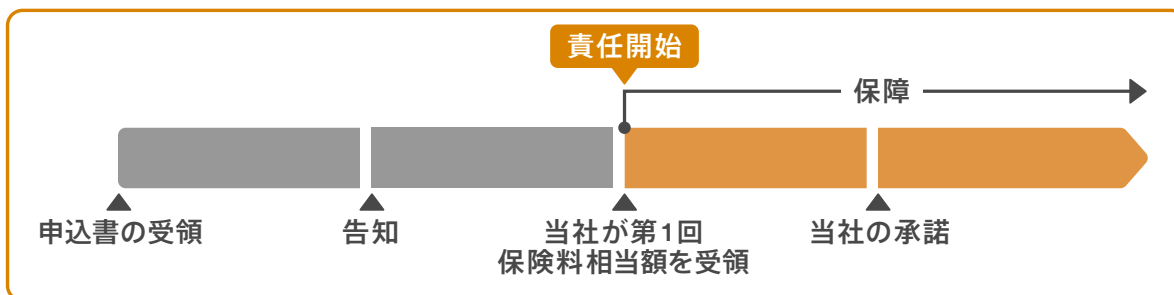 責任開始
保障
申込書の受領
告知
当社が第1回
保険料相当額を受領
当社の承諾